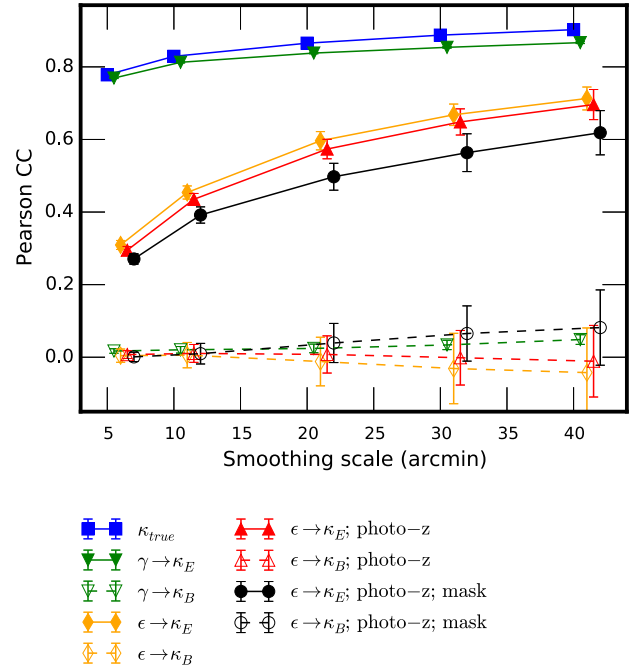 0.8
0.6
0.4
0.2
0.0
Pearson CC
5 10 15 20 25 30 35 40
Smoothing scale (arcmin)
κ_true
γ→κ_E
γ→κ_B
ϵ→κ_E
ϵ→κ_B
ϵ→κ_E; photo−z
ϵ→κ_B; photo−z
ϵ→κ_E; photo−z; mask
ϵ→κ_B; photo−z; mask